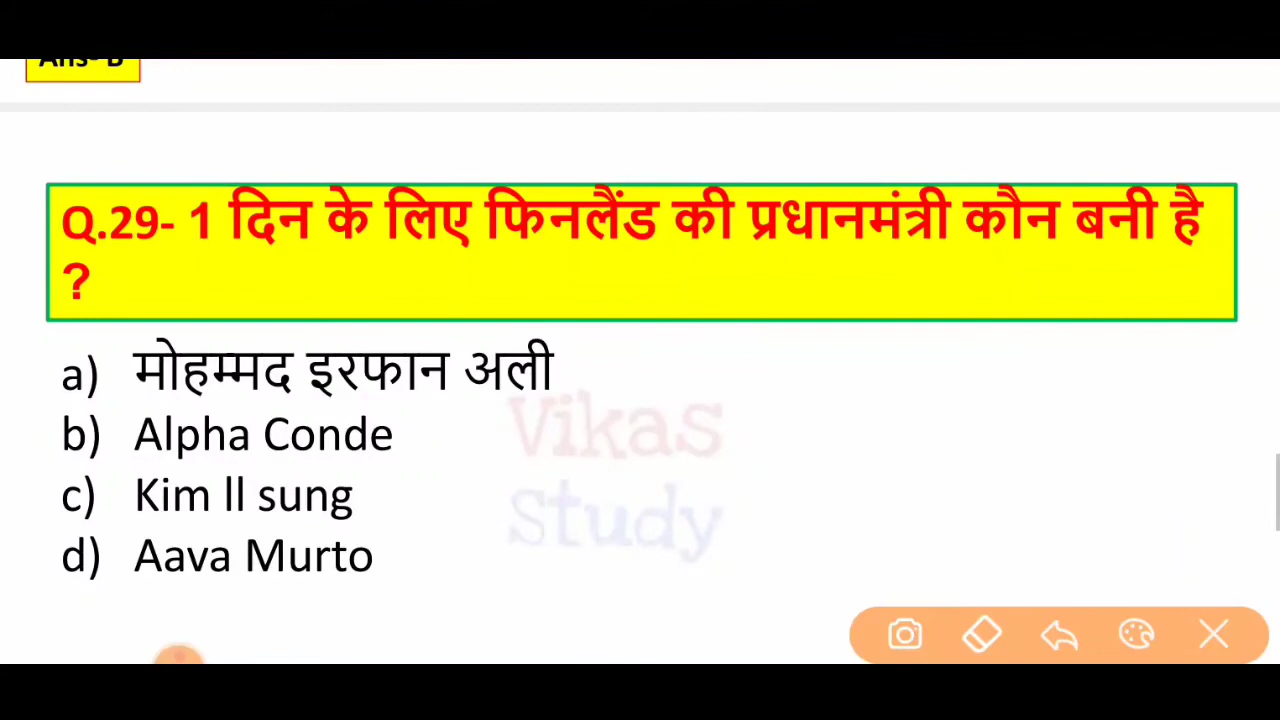 Ans- B
Q.29- 1 दिन के लिए फिनलैंड की प्रधानमंत्री कौन बनी है
?
a) मोहम्मद इरफान अली
b) Alpha Conde
c) Kim ll sung
d) Aava Murto
Vikas
Study